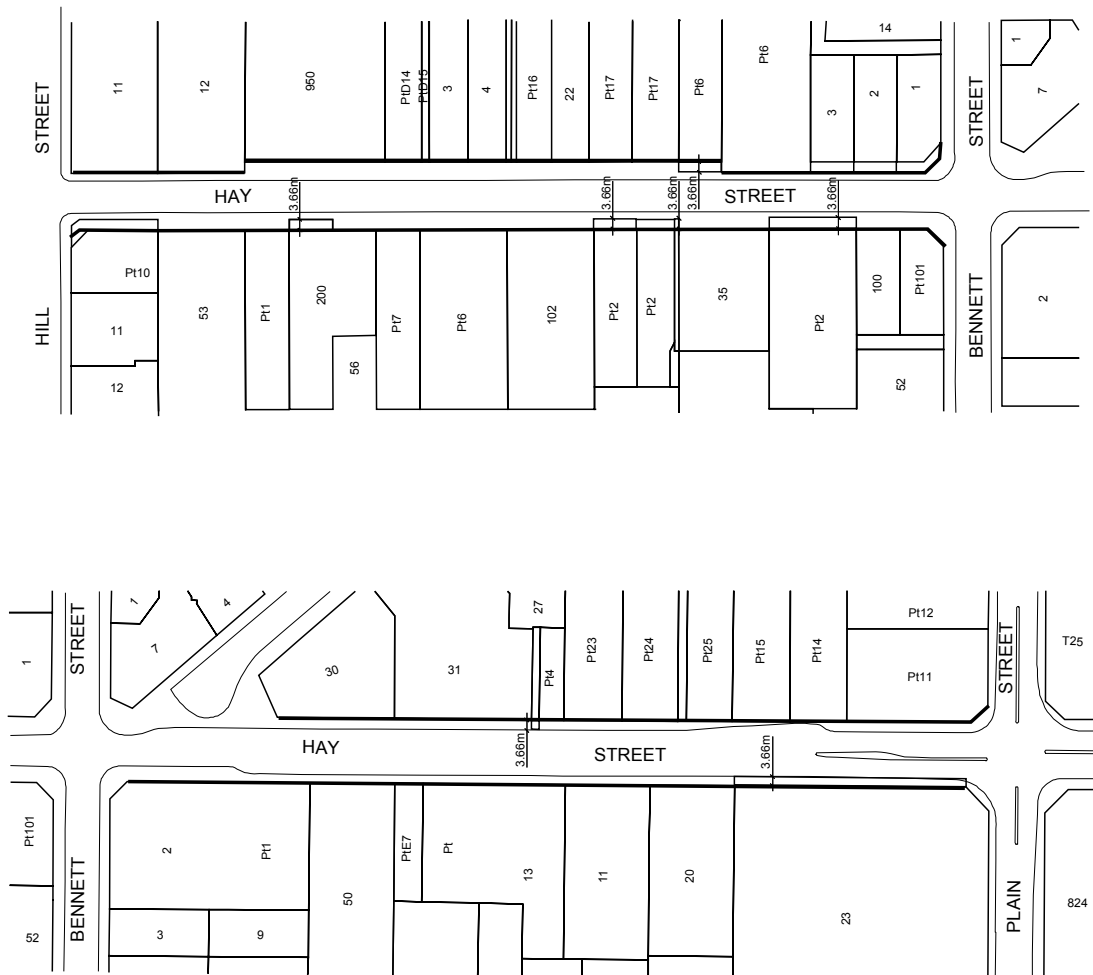 14
1
11
12
950
PtD14
PtD15
3
4
Pt16
22
Pt17
Pt17
Pt6
Pt6
3
2
1
7
STREET
STREET
HAY
STREET
3.66m
3.66m
3.66m
3.66m
3.66m
Pt10
11
12
53
Pt1
200
56
Pt7
Pt6
102
Pt2
Pt2
35
Pt2
100
Pt101
52
2
HILL
BENNETT
1
STREET
1
4
7
30
31
27
Pt4
Pt23
Pt24
Pt25
Pt15
Pt14
Pt12
Pt11
STREET
T25
HAY
STREET
3.66m
3.66m
Pt101
52
BENNETT
2
Pt1
3
9
50
PtE7
Pt
13
11
20
23
PLAIN
824